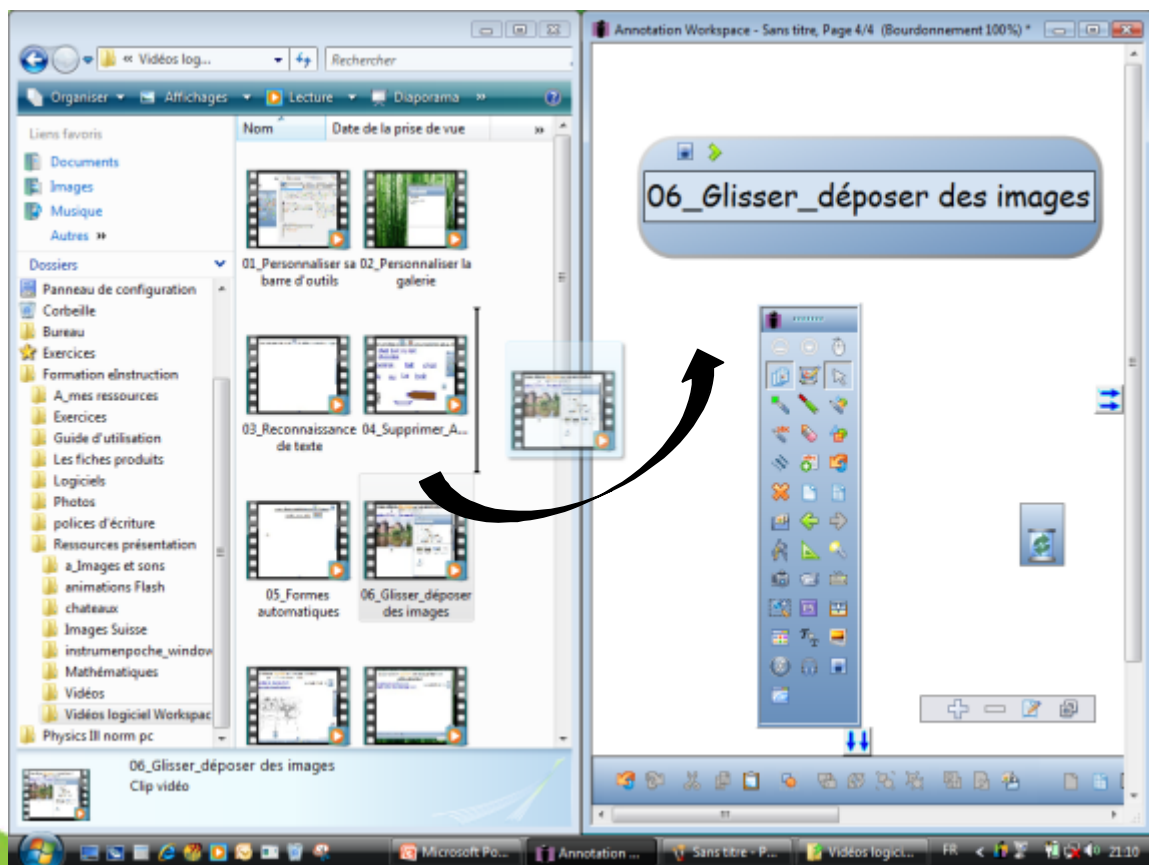 « Vidéos log...
Rechercher
Organiser
Affichages
Lecture
Diaporama
»
Liens favoris
Documents
Images
Musique
Autres »
Dossiers
Panneau de configuration
Corbeille
Bureau
Exercices
Formation eInstruction
A_mes ressources
Exercices
Guide d'utilisation
Les fiches produits
Logiciels
Photos
polices d'écriture
Ressources présentation
a_Images et sons
animations Flash
chateaux
Images Suisse
instrumenpoche_window
Mathématiques
Vidéos
Vidéos logiciel Workspac
Physics III norm pc
Nom
Date de la prise de vue
»
01_Personnaliser sa
barre d'outils
02_Personnaliser la
galerie
03_Reconnaissance
de texte
04_Supprimer_A...
05_Formes
automatiques
06_Glisser_déposer
des images
06_Glisser_déposer des images
Clip vidéo
Annotation Workspace - Sans titre, Page 4/4 (Bourdonnement 100%) *
06_Glisser_déposer des images
Microsoft Po...
Annotation ...
Sans titre - P...
Vidéos logici...
FR
21:10